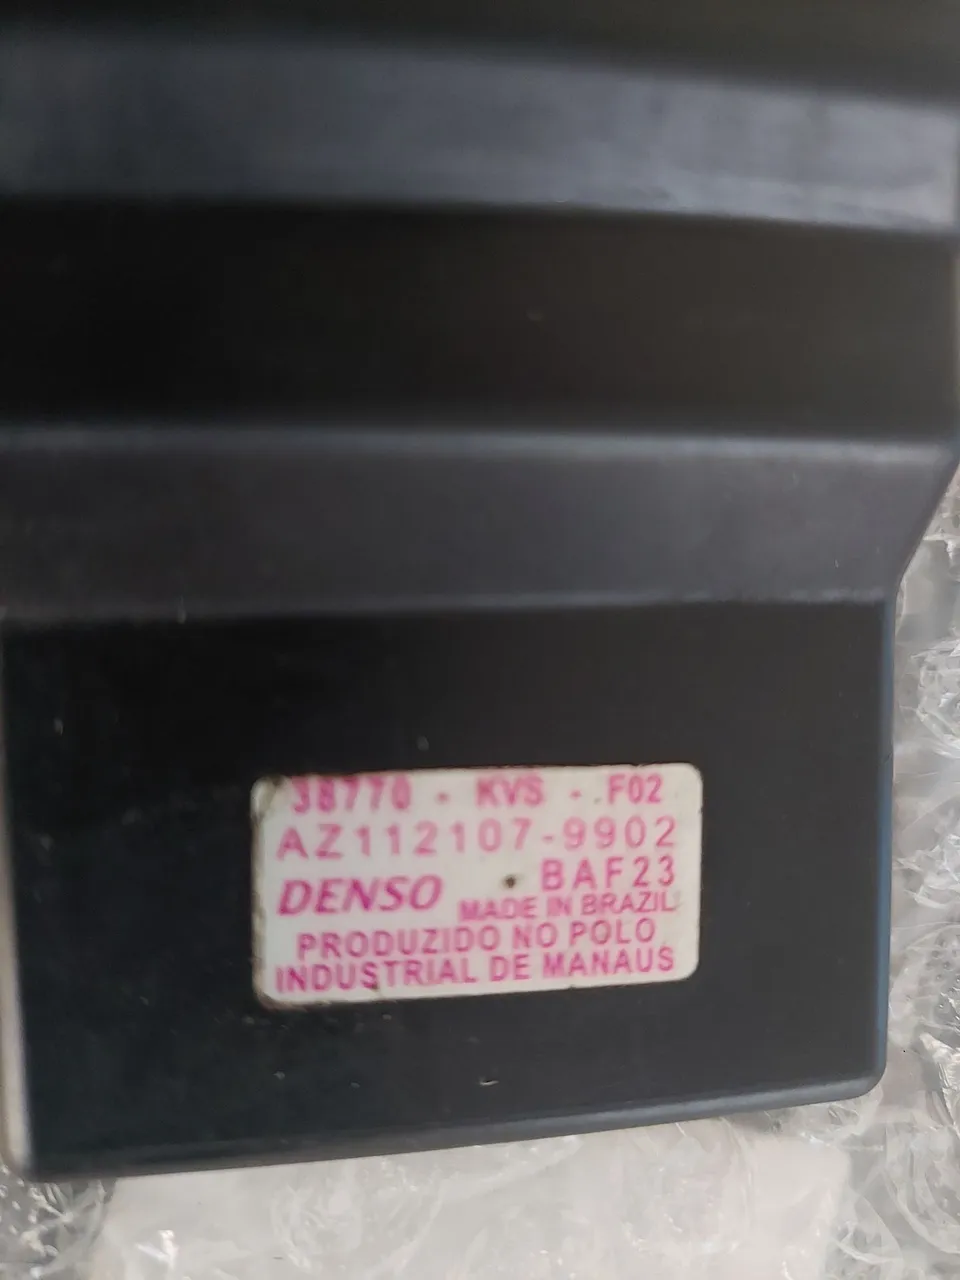 38770 - KVS - F02
AZ112107-9902
DENSO · BAF23
MADE IN BRAZIL
PRODUZIDO NO POLO
INDUSTRIAL DE MANAUS